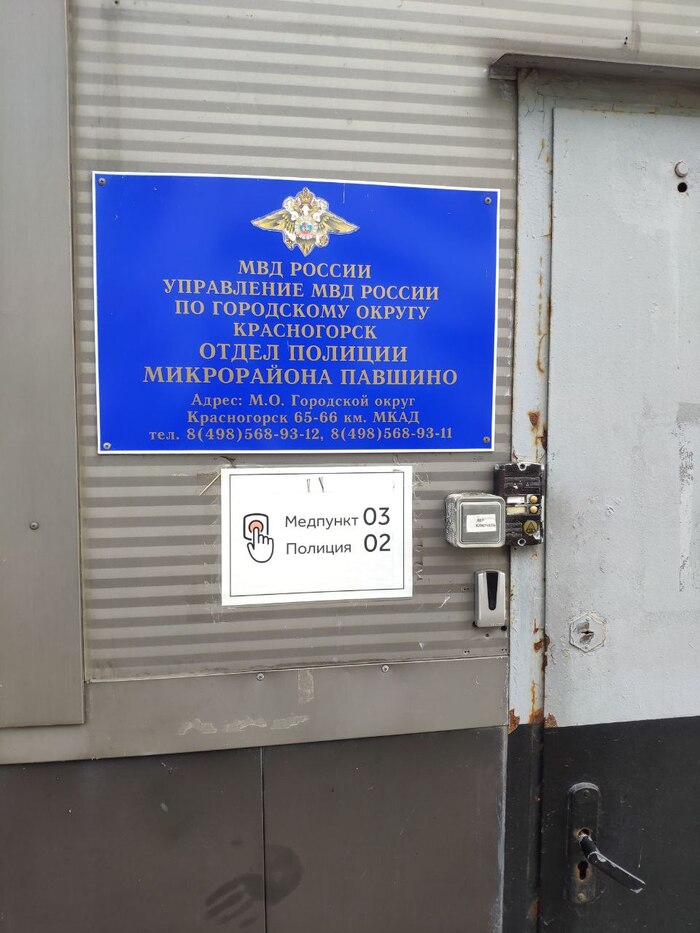 МВД РОССИИ
УПРАВЛЕНИЕ МВД РОССИИ
ПО ГОРОДСКОМУ ОКРУГУ
КРАСНОГОРСК
ОТДЕЛ ПОЛИЦИИ
МИКРОРАЙОНА ПАВШИНО
Адрес: М.О. Городской округ
Красногорск 65-66 км. МКАД
тел. 8(498)568-93-12, 8(498)568-93-11
Медпункт 03
Полиция 02